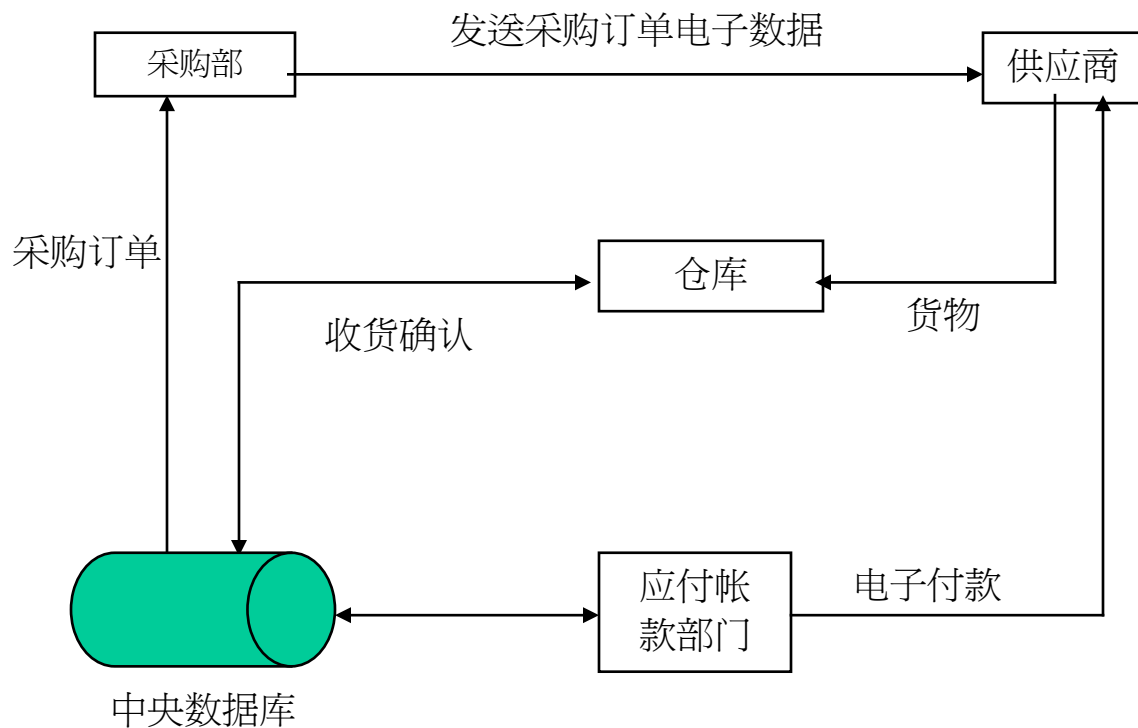 发送采购订单电子数据
采购部
供应商
采购订单
仓库
收货确认
货物
应付帐
款部门
电子付款
中央数据库